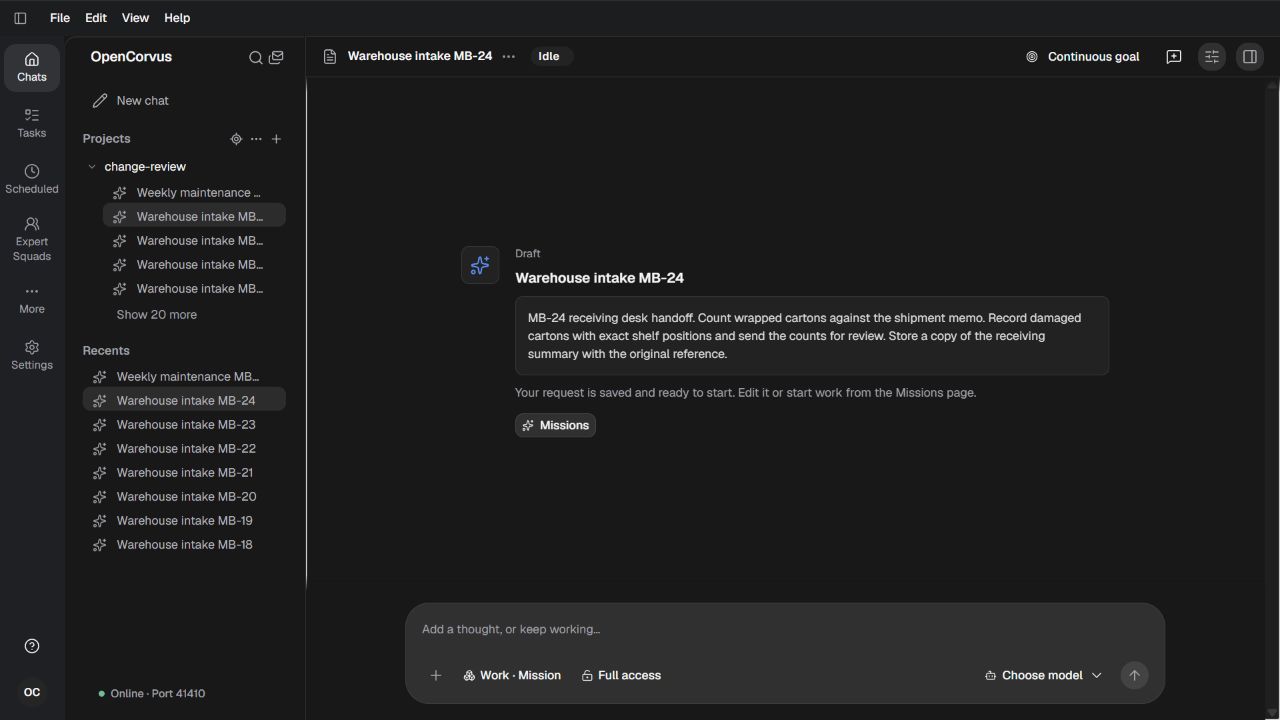 File Edit View Help
Chats
Tasks
Scheduled
Expert
Squads
More
Settings
OC
OpenCorvus
New chat
Projects
change-review
Weekly maintenance ...
Warehouse intake MB...
Warehouse intake MB...
Warehouse intake MB...
Warehouse intake MB...
Show 20 more
Recents
Weekly maintenance MB...
Warehouse intake MB-24
Warehouse intake MB-23
Warehouse intake MB-22
Warehouse intake MB-21
Warehouse intake MB-20
Warehouse intake MB-19
Warehouse intake MB-18
Online · Port 41410
Warehouse intake MB-24 ... Idle
Continuous goal
Draft
Warehouse intake MB-24
MB-24 receiving desk handoff. Count wrapped cartons against the shipment memo. Record damaged
cartons with exact shelf positions and send the counts for review. Store a copy of the receiving
summary with the original reference.
Your request is saved and ready to start. Edit it or start work from the Missions page.
Missions
Add a thought, or keep working...
Work · Mission Full access Choose model